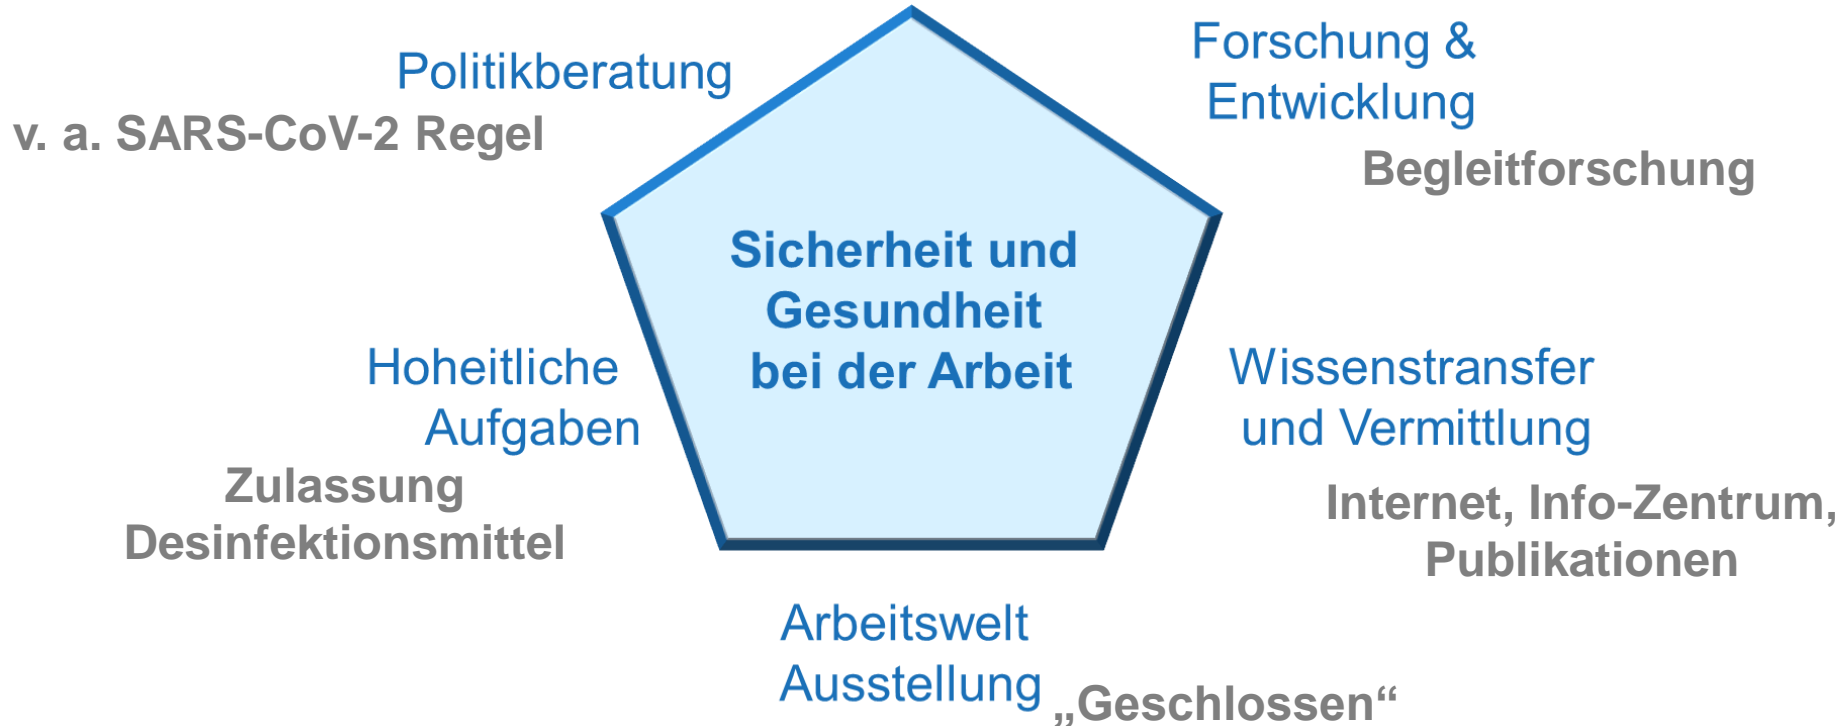 Politikberatung
v. a. SARS-CoV-2 Regel
Forschung &
Entwicklung
Begleitforschung
Sicherheit und
Gesundheit
bei der Arbeit
Hoheitliche
Aufgaben
Zulassung
Desinfektionsmittel
Wissenstransfer
und Vermittlung
Internet, Info-Zentrum,
Publikationen
Arbeitswelt
Ausstellung
„Geschlossen“